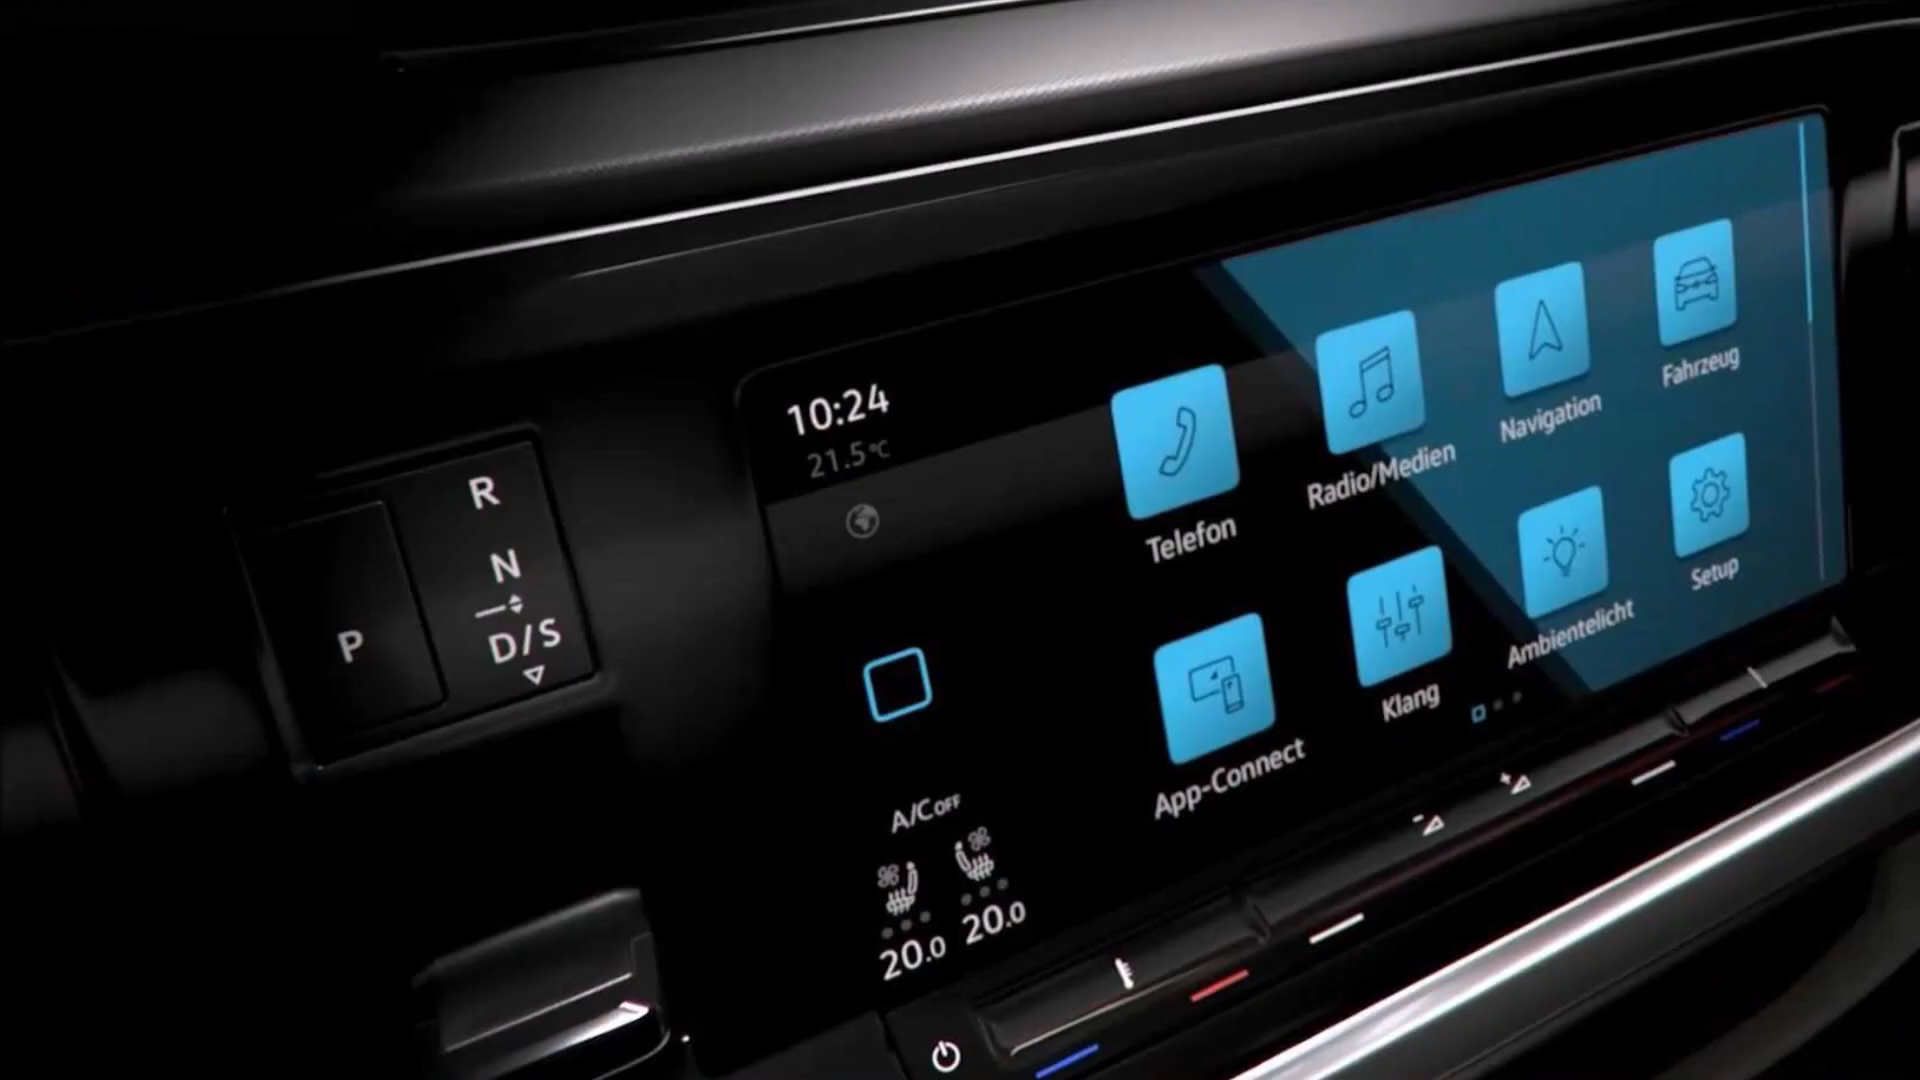 R
N
D/S
P
10:24
21.5°C
Telefon
Radio/Medien
Navigation
Fahrzeug
App-Connect
Klang
Ambientelicht
Setup
A/C OFF
20.0 20.0